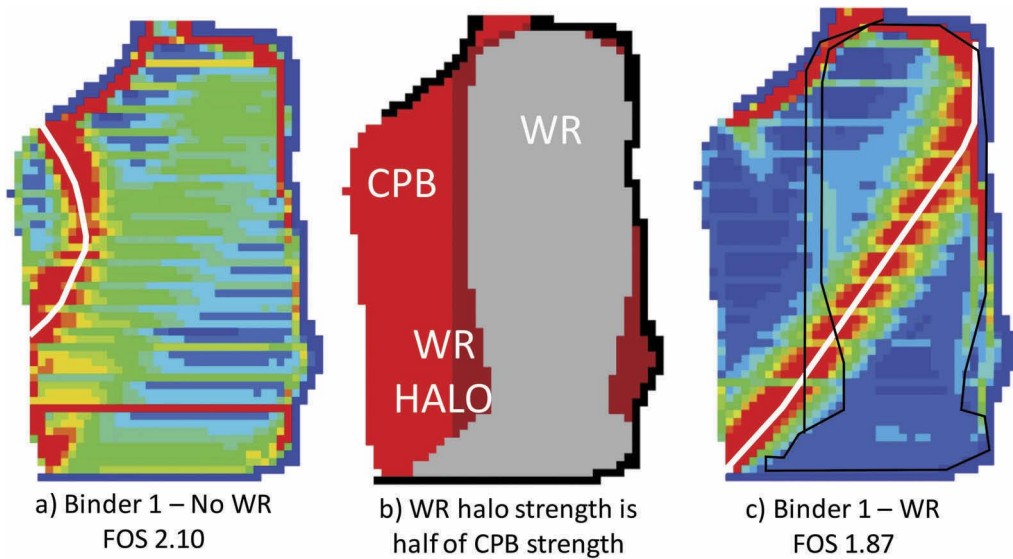 WR
CPB
WR
HALO
a) Binder 1 – No WR
FOS 2.10
b) WR halo strength is
half of CPB strength
c) Binder 1 – WR
FOS 1.87